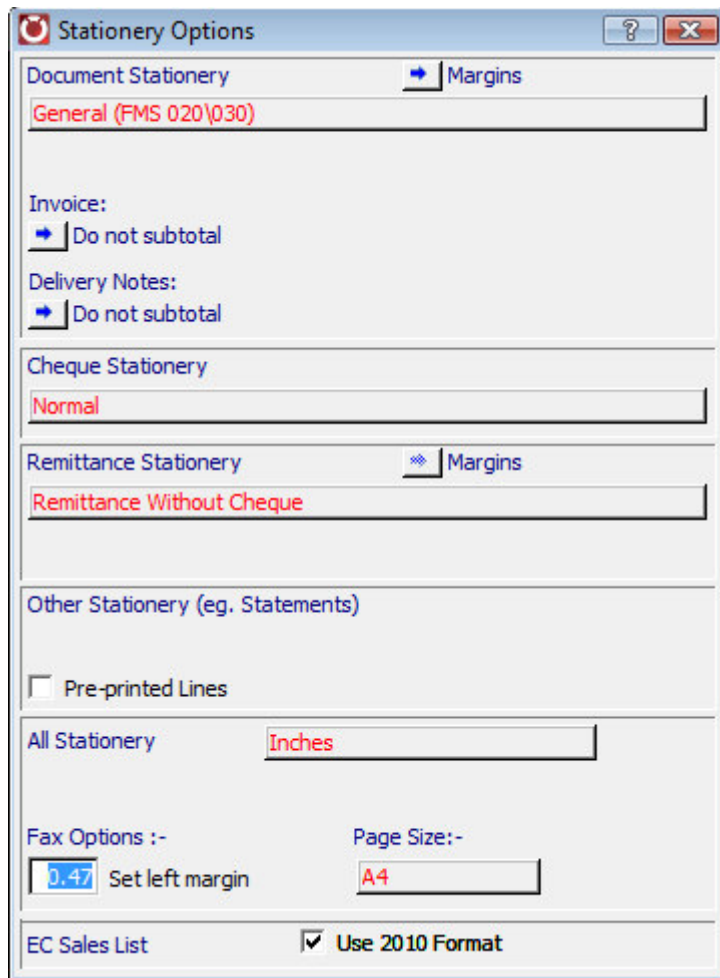 Stationery Options
Document Stationery Margins
General (FMS 020\030)
Invoice:
Do not subtotal
Delivery Notes:
Do not subtotal
Cheque Stationery
Normal
Remittance Stationery Margins
Remittance Without Cheque
Other Stationery (eg. Statements)
Pre-printed Lines
All Stationery Inches
Fax Options :- Page Size:-
0.47 Set left margin A4
EC Sales List Use 2010 Format